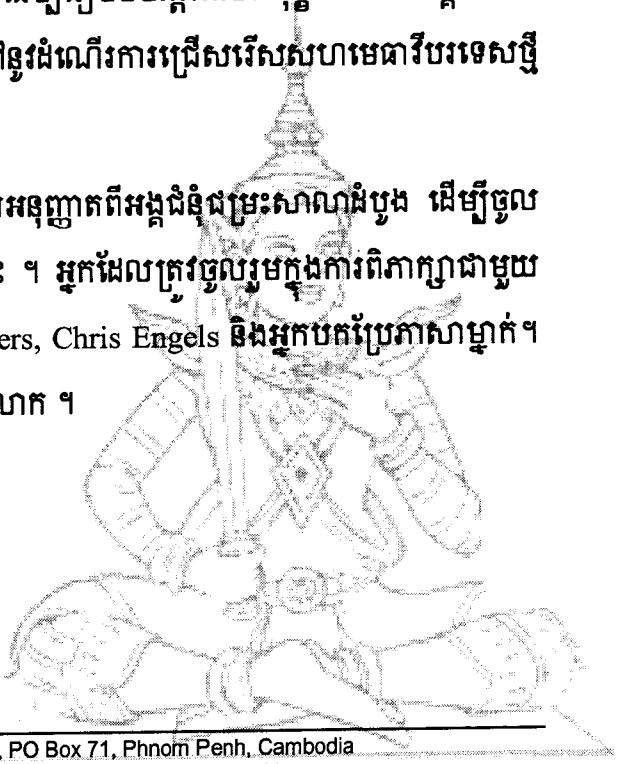 នូវដំណើរការជ្រើសរើសសហមេធាវីបរទេសថ្មី
អនុញ្ញាតពីអង្គជំនុំជម្រះសាលាដំបូង ដើម្បីចូល
។ អ្នកដែលត្រូវចូលរួមក្នុងការពិភាក្សាជាមួយ
ers, Chris Engels និងអ្នកបកប្រែភាសាម្នាក់។
លោក ។
, PO Box 71, Phnom Penh, Cambodia